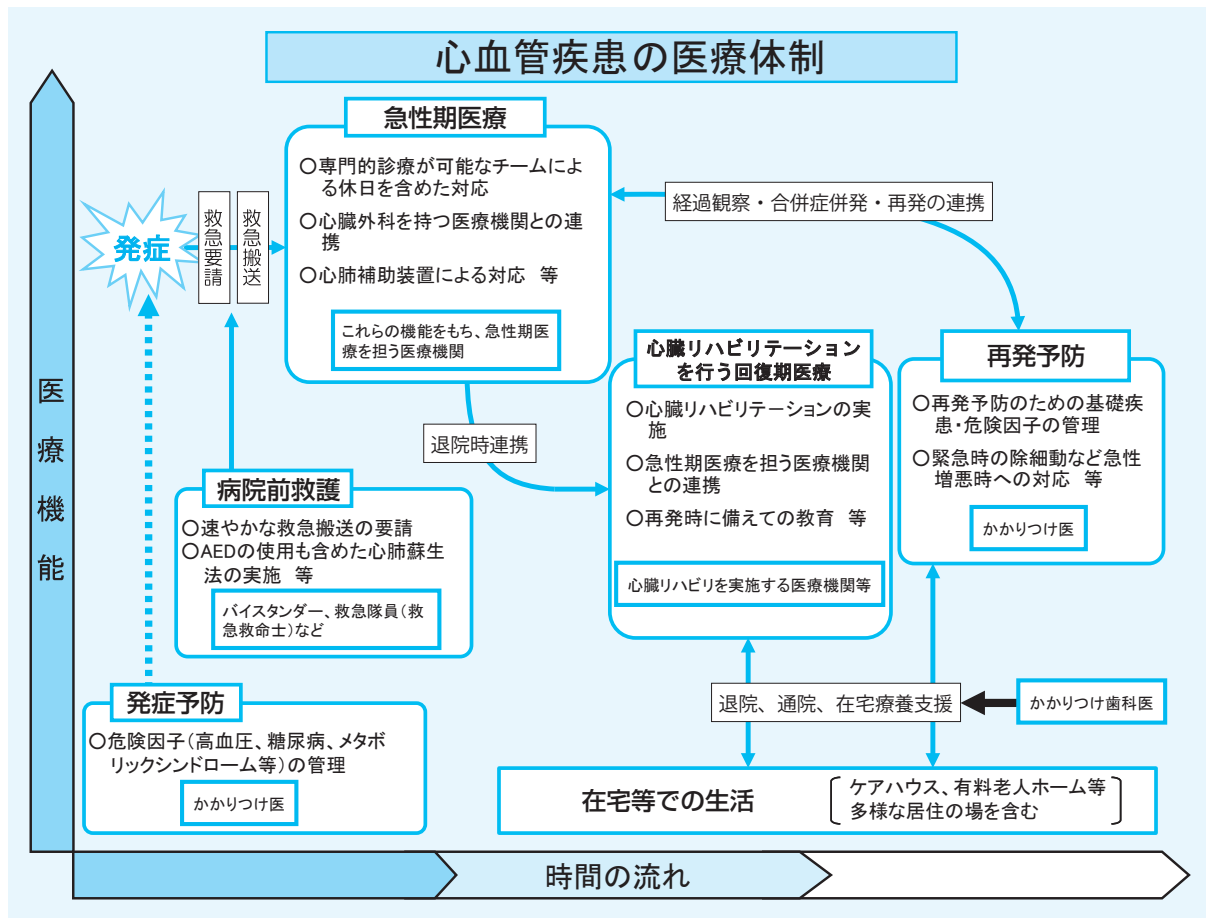 心血管疾患の医療体制
医療機能
急性期医療
○専門的診療が可能なチームによ
る休日を含めた対応
○心臓外科を持つ医療機関との連
携
○心肺補助装置による対応 等
これらの機能をもち、急性期医
療を担う医療機関
発症
救急要請
救急搬送
経過観察・合併症併発・再発の連携
退院時連携
心臓リハビリテーション
を行う回復期医療
○心臓リハビリテーションの実
施
○急性期医療を担う医療機関
との連携
○再発時に備えての教育 等
心臓リハビリを実施する医療機関等
再発予防
○再発予防のための基礎疾
患・危険因子の管理
○緊急時の除細動など急性
増悪時への対応 等
かかりつけ医
病院前救護
○速やかな救急搬送の要請
○AEDの使用も含めた心肺蘇生
法の実施 等
バイスタンダー、救急隊員(救
急救命士)など
発症予防
○危険因子(高血圧、糖尿病、メタボ
リックシンドローム等)の管理
かかりつけ医
退院、通院、在宅療養支援
かかりつけ歯科医
在宅等での生活
ケアハウス、有料老人ホーム等
多様な居住の場を含む
時間の流れ